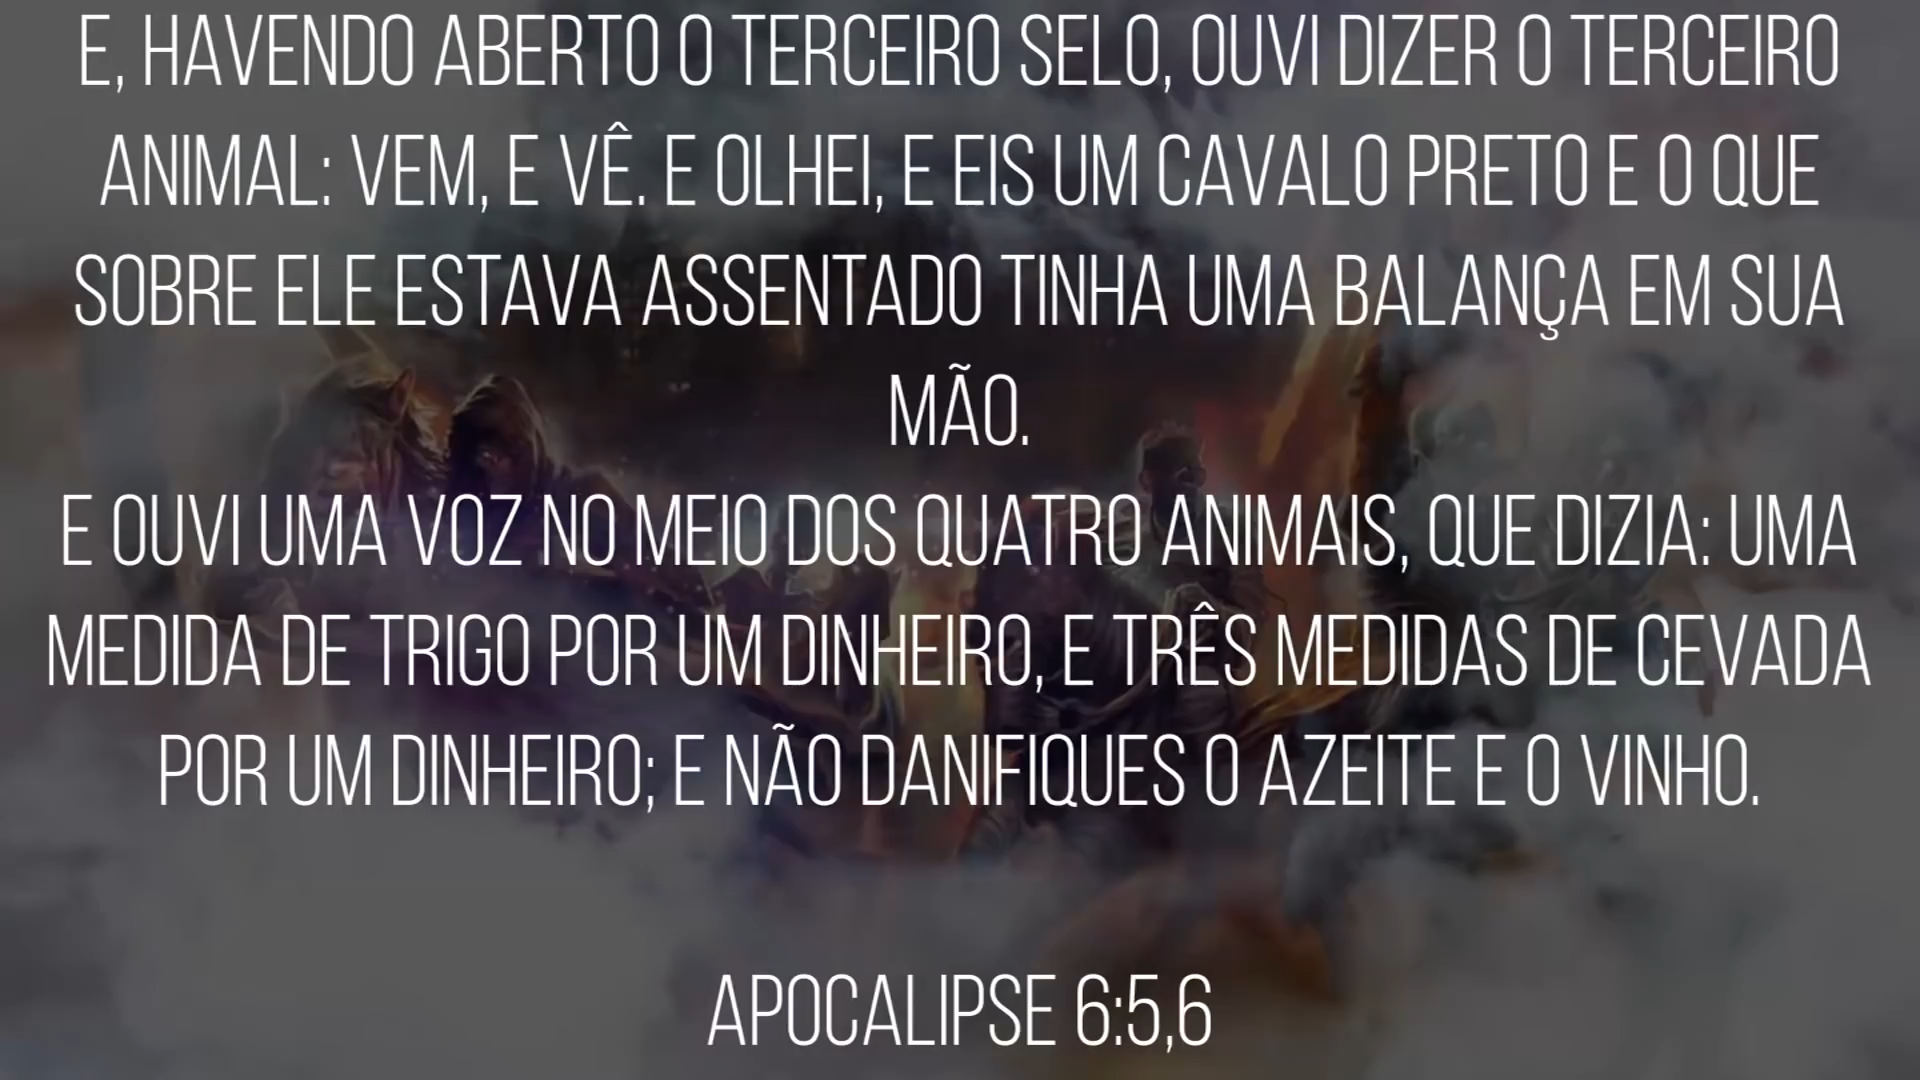 E, HAVENDO ABERTO O TERCEIRO SELO, OUVI DIZER O TERCEIRO
ANIMAL: VEM, E VÊ. E OLHEI, E EIS UM CAVALO PRETO E O QUE
SOBRE ELE ESTAVA ASSENTADO TINHA UMA BALANÇA EM SUA
MÃO.
E OUVI UMA VOZ NO MEIO DOS QUATRO ANIMAIS, QUE DIZIA: UMA
MEDIDA DE TRIGO POR UM DINHEIRO, E TRÊS MEDIDAS DE CEVADA
POR UM DINHEIRO; E NÃO DANIFIQUES O AZEITE E O VINHO.
APOCALIPSE 6:5,6